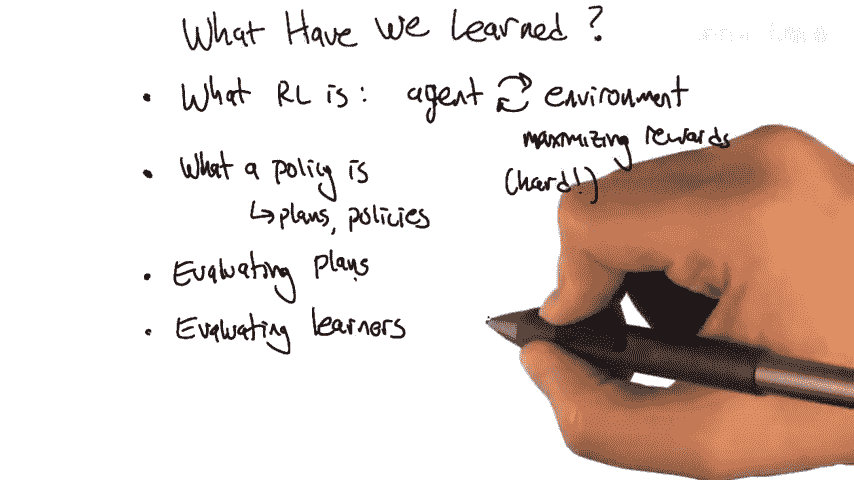 What Have We Learned?
• What RL is: agent ⇄ environment
maximizing rewards
(hard!)
• What a policy is
↳ plans, policies
• Evaluating plans
• Evaluating learners